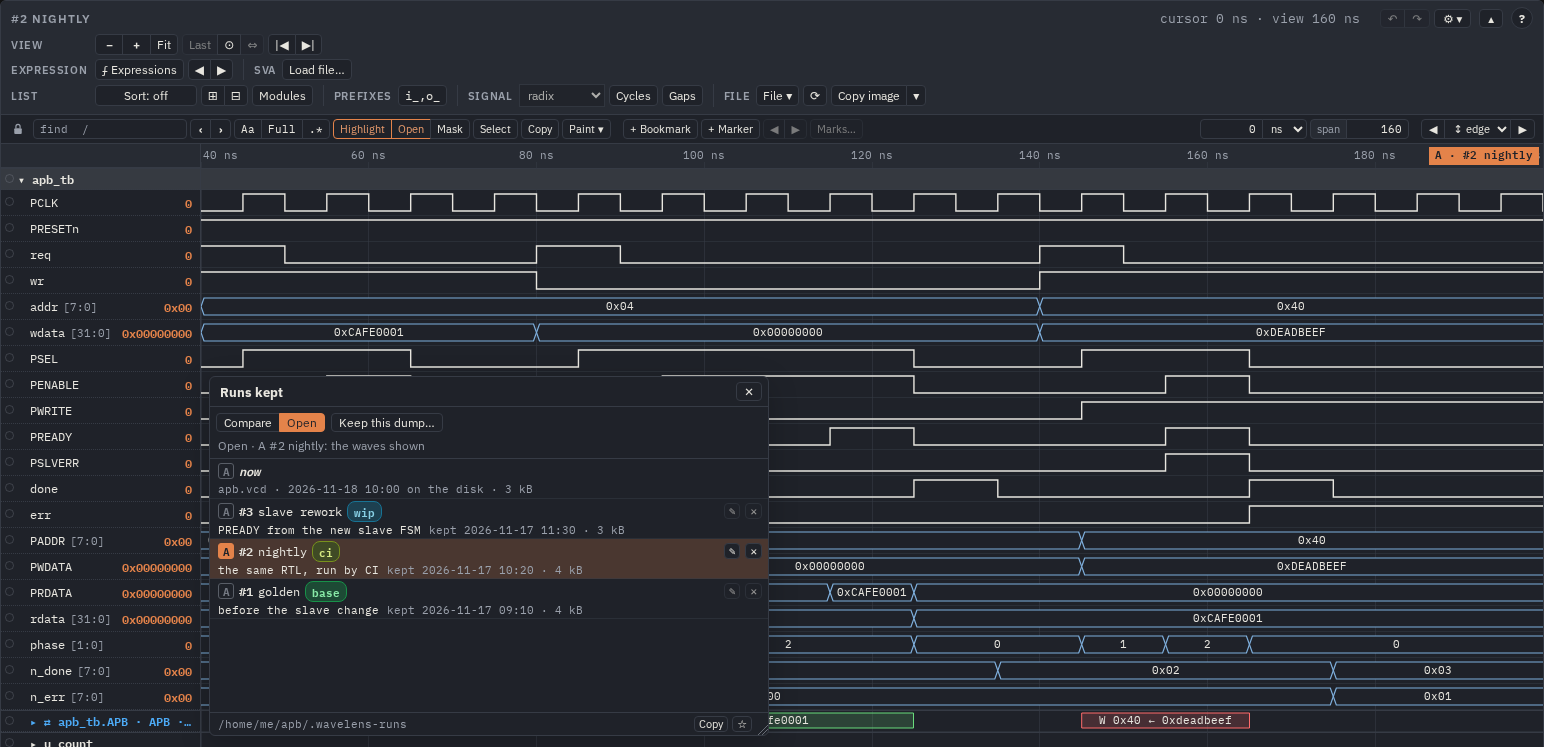 #2 NIGHTLY cursor 0 ns · view 160 ns ↶ ↷ ⚙ ▾ ▴ ?
VIEW − + Fit Last ⊙ ⇔ |◀ ▶|
EXPRESSION ⨍ Expressions ◀ ▶ SVA Load file...
LIST Sort: off ⊞ ⊟ Modules PREFIXES i_,o_ SIGNAL radix Cycles Gaps FILE File ▾ ⟳ Copy image ▾
find / ‹ › Aa Full .* Highlight Open Mask Select Copy Paint ▾ + Bookmark + Marker ◀ ▶ Marks... 0 ns span 160 ◀ ↕ edge ▶
40 ns 60 ns 80 ns 100 ns 120 ns 140 ns 160 ns 180 ns A · #2 nightly
▾ apb_tb
PCLK 0
PRESETn 0
req 0
wr 0
addr [7:0] 0x00 0x04 0x40
wdata [31:0] 0x00000000 0xCAFE0001 0x00000000 0xDEADBEEF
PSEL 0
PENABLE 0
PWRITE 0
PREADY 0
PSLVERR 0
done 0
err 0
PADDR [7:0] 0x00 0x40
PWDATA 0x00000000 0x00000000 0xDEADBEEF
PRDATA 0x00000000 0xCAFE0001 0x00000000
rdata [31:0] 0x00000000 0xCAFE0001
phase [1:0] 0 2 0 1 2 0
n_done [7:0] 0x00 0x02 0x03
n_err [7:0] 0x00 00 0x01
▸ ⇄ apb_tb.APB · APB ·… fe0001 W 0x40 ← 0xdeadbeef
▸ u_count
Runs kept ✕
Compare Open Keep this dump...
Open · A #2 nightly: the waves shown
A now
apb.vcd · 2026-11-18 10:00 on the disk · 3 kB
A #3 slave rework wip ✎ ✕
PREADY from the new slave FSM kept 2026-11-17 11:30 · 3 kB
A #2 nightly ci ✎ ✕
the same RTL, run by CI kept 2026-11-17 10:20 · 4 kB
A #1 golden base ✎ ✕
before the slave change kept 2026-11-17 09:10 · 4 kB
/home/me/apb/.wavelens-runs Copy ☆